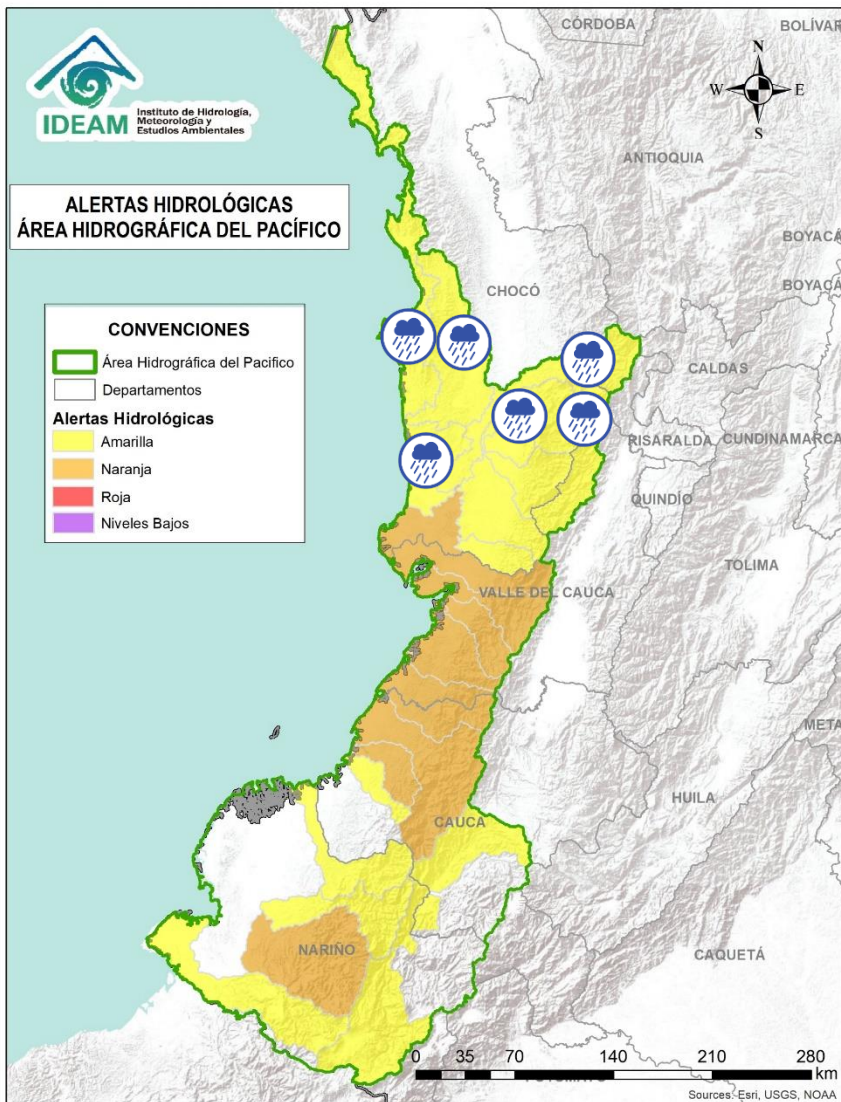 IDEAM
Instituto de Hidrología,
Meteorología y
Estudios Ambientales
ALERTAS HIDROLÓGICAS
ÁREA HIDROGRÁFICA DEL PACÍFICO
CONVENCIONES
Área Hidrográfica del Pacifico
Departamentos
Alertas Hidrológicas
Amarilla
Naranja
Roja
Niveles Bajos
N
W
E
S
CÓRDOBA
BOLÍVAR
ANTIOQUIA
BOYACÁ
BOYACÁ
CHOCÓ
CALDAS
RISARALDA
CUNDINAMARCA
QUINDÍO
TOLIMA
VALLE DEL CAUCA
META
HUILA
CAUCA
NARIÑO
CAQUETÁ
0 35 70 140 210 280
km
Sources: Esri, USGS, NOAA